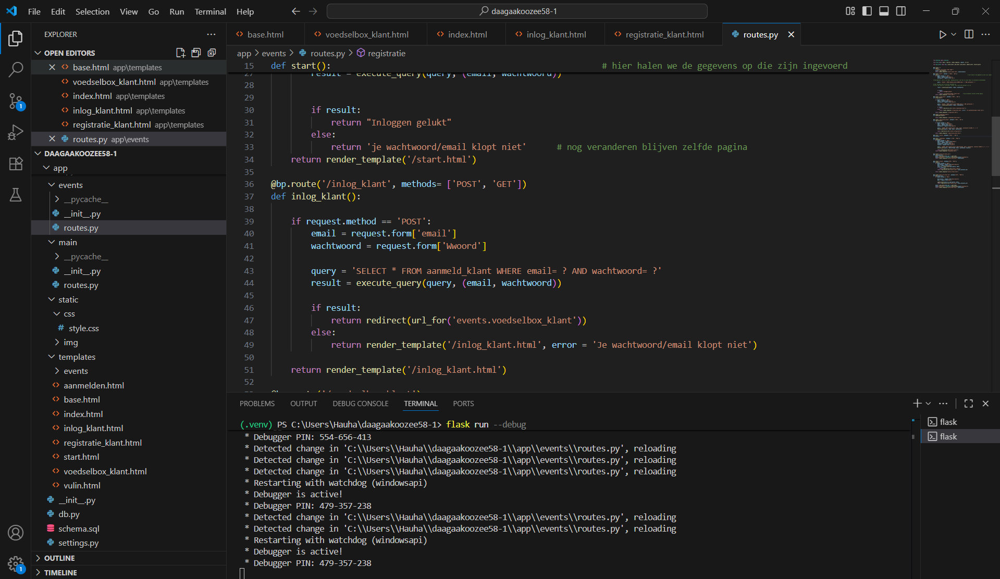 File Edit Selection View Go Run Terminal Help
daagaakoozee58-1
EXPLORER
OPEN EDITORS
base.html app\templates
voedselbox_klant.html app\templates
index.html app\templates
inlog_klant.html app\templates
registratie_klant.html app\templates
routes.py app\events
DAAGAAKOOZEE58-1
app
events
__pycache__
__init__.py
routes.py
main
__pycache__
__init__.py
routes.py
static
css
# style.css
img
templates
events
aanmelden.html
base.html
index.html
inlog_klant.html
registratie_klant.html
start.html
voedselbox_klant.html
vulin.html
__init__.py
db.py
schema.sql
settings.py
OUTLINE
TIMELINE
1
1
base.html voedselbox_klant.html index.html inlog_klant.html registratie_klant.html routes.py
app > events > routes.py > registratie
15 def start(): # hier halen we de gegevens op die zijn ingevoerd
27 result = execute_query(query, (email, wachtwoord))
28
29
30 if result:
31 return "Inloggen gelukt"
32 else:
33 return 'je wachtwoord/email klopt niet' # nog veranderen blijven zelfde pagina
34 return render_template('/start.html')
35
36 @bp.route('/inlog_klant', methods= ['POST', 'GET'])
37 def inlog_klant():
38
39 if request.method == 'POST':
40 email = request.form['email']
41 wachtwoord = request.form['Wwoord']
42
43 query = 'SELECT * FROM aanmeld_klant WHERE email= ? AND wachtwoord= ?'
44 result = execute_query(query, (email, wachtwoord))
45
46 if result:
47 return redirect(url_for('events.voedselbox_klant'))
48 else:
49 return render_template('/inlog_klant.html', error = 'Je wachtwoord/email klopt niet')
50
51 return render_template('/inlog_klant.html')
52
PROBLEMS OUTPUT DEBUG CONSOLE TERMINAL PORTS
(.venv) PS C:\Users\Hauha\daagaakoozee58-1> flask run --debug
* Debugger PIN: 554-656-413
* Detected change in 'C:\\Users\\Hauha\\daagaakoozee58-1\\app\\events\\routes.py', reloading
* Detected change in 'C:\\Users\\Hauha\\daagaakoozee58-1\\app\\events\\routes.py', reloading
* Detected change in 'C:\\Users\\Hauha\\daagaakoozee58-1\\app\\events\\routes.py', reloading
* Restarting with watchdog (windowsapi)
* Debugger is active!
* Debugger PIN: 479-357-238
* Detected change in 'C:\\Users\\Hauha\\daagaakoozee58-1\\app\\events\\routes.py', reloading
* Detected change in 'C:\\Users\\Hauha\\daagaakoozee58-1\\app\\events\\routes.py', reloading
* Restarting with watchdog (windowsapi)
* Debugger is active!
* Debugger PIN: 479-357-238
flask
flask